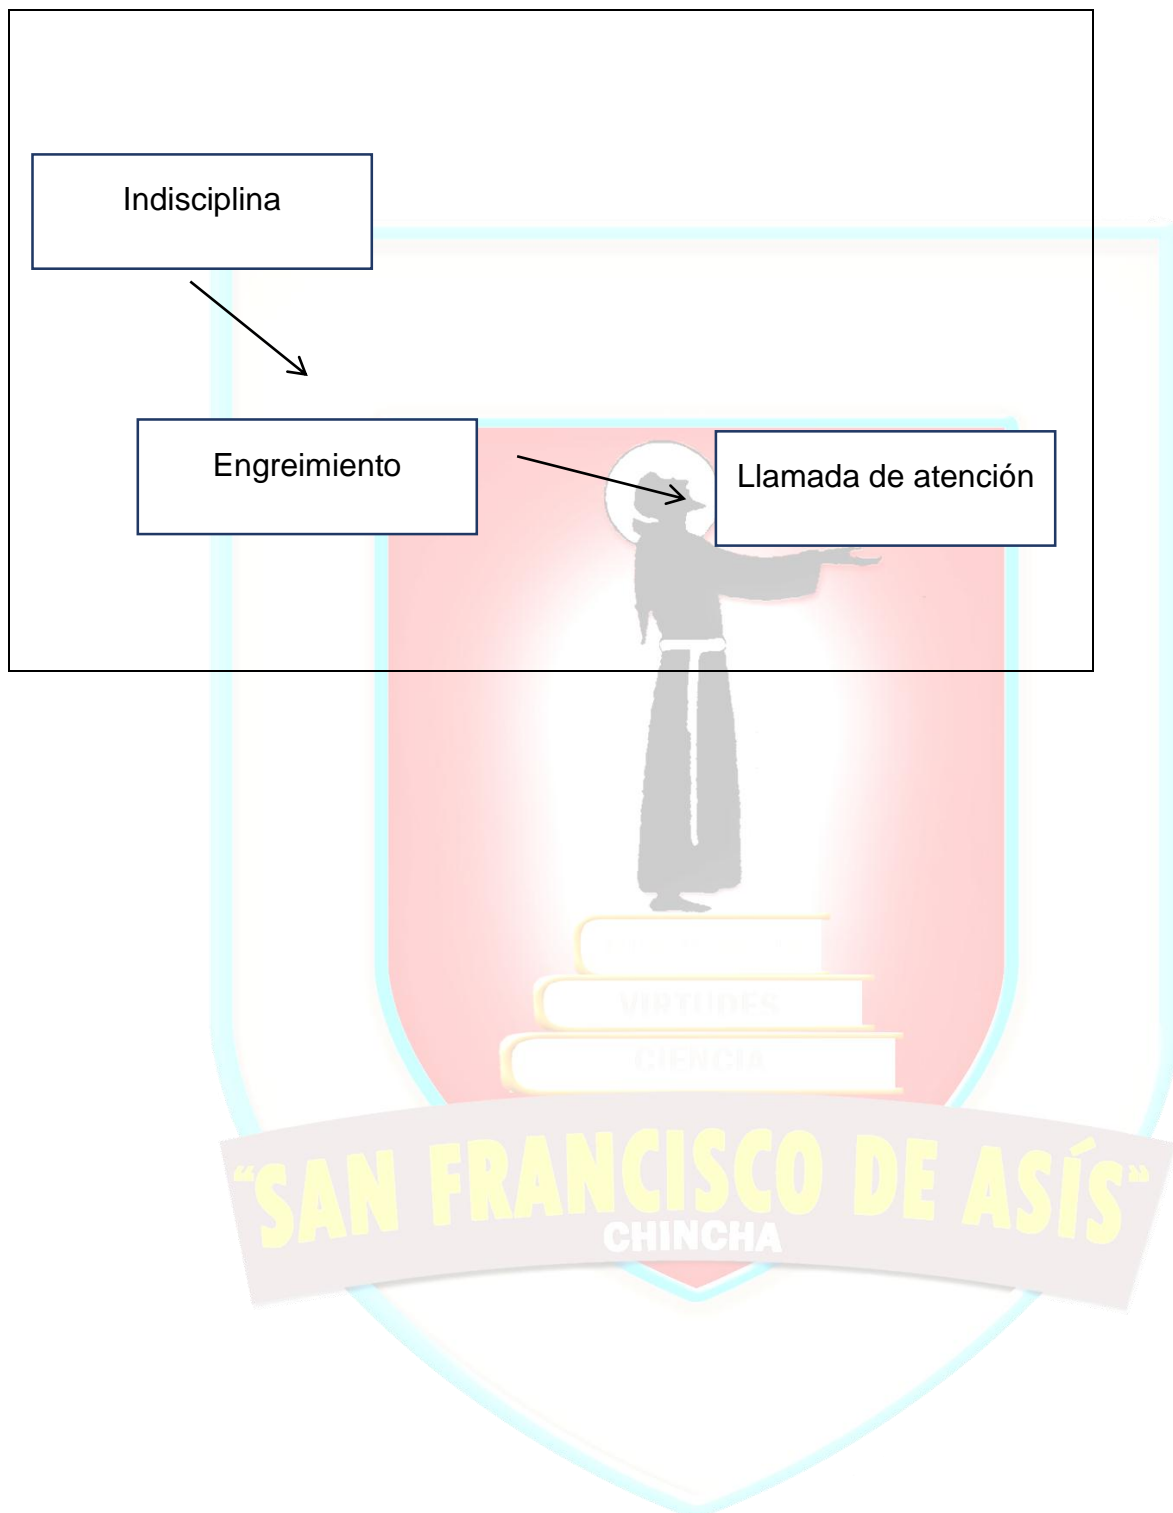 Indisciplina
Engreimiento
Llamada de atención
VIRTUDES
CIENCIA
"SAN FRANCISCO DE ASÍS"
CHINCHA